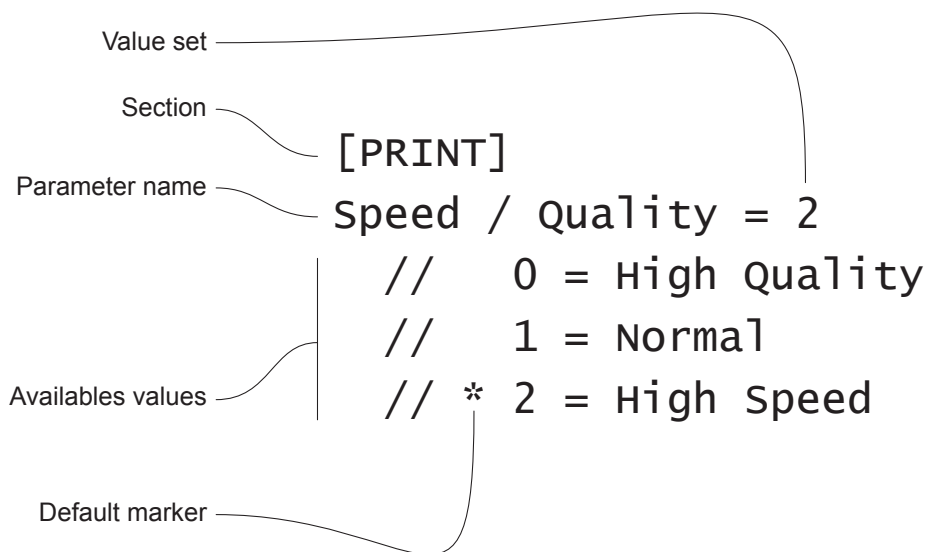 Value set
Section
[PRINT]
Parameter name
Speed / Quality = 2
// 0 = High Quality
// 1 = Normal
Availables values
// * 2 = High Speed
Default marker